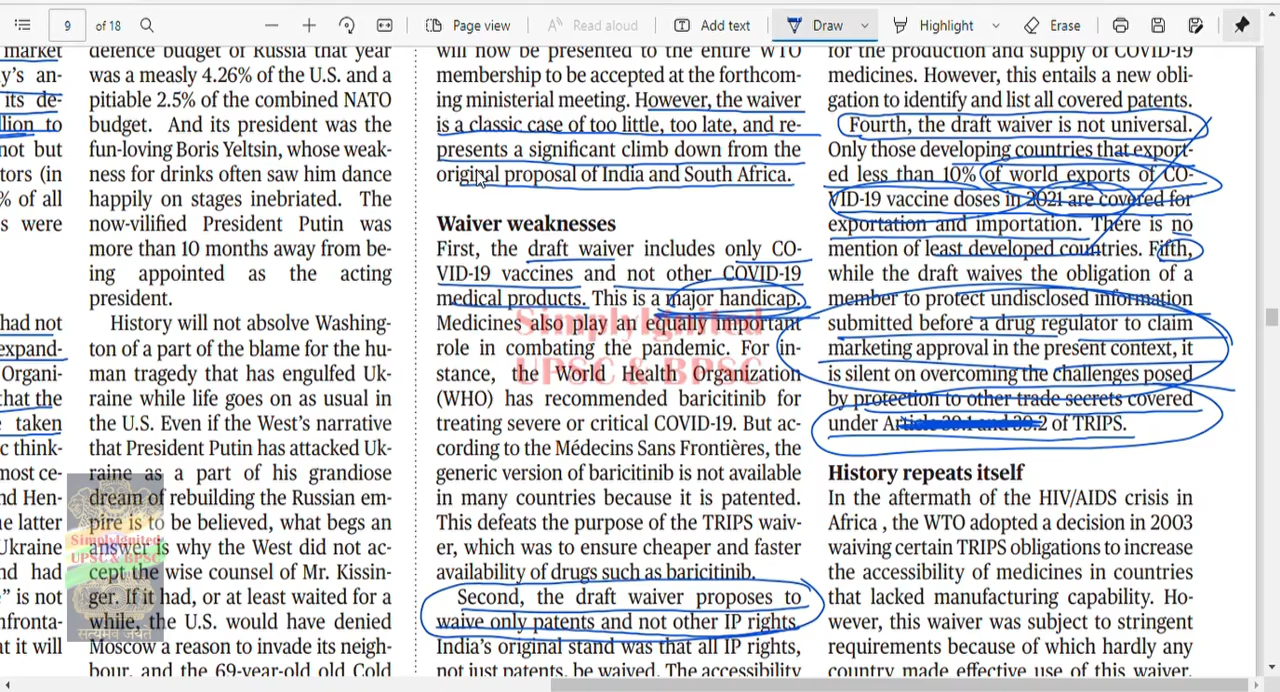 9
of 18
Page view
Read aloud
Add text
Draw
Highlight
Erase
market
y's an-
its de-
llion to
not but
tors (in
% of all
s were
had not
expand-
Organi-
that the
taken
c think-
most ce-
nd Hen-
he latter
Ukraine
nd had
e" is not
nfronta-
at it will
defence budget of Russia that year
was a measly 4.26% of the U.S. and a
pitiable 2.5% of the combined NATO
budget. And its president was the
fun-loving Boris Yeltsin, whose weak-
ness for drinks often saw him dance
happily on stages inebriated. The
now-vilified President Putin was
more than 10 months away from be-
ing appointed as the acting
president.
History will not absolve Washing-
ton of a part of the blame for the hu-
man tragedy that has engulfed Uk-
raine while life goes on as usual in
the U.S. Even if the West's narrative
that President Putin has attacked Uk-
raine as a part of his grandiose
dream of rebuilding the Russian em-
pire is to be believed, what begs an
answer is why the West did not ac-
cept the wise counsel of Mr. Kissin-
ger. If it had, or at least waited for a
while, the U.S. would have denied
Moscow a reason to invade its neigh-
bour, and the 69-year-old old Cold
SimplyIgnited
UPSC & BPSC
सत्यमेव जयते
will now be presented to the entire WTO
membership to be accepted at the forthcom-
ing ministerial meeting. However, the waiver
is a classic case of too little, too late, and re-
presents a significant climb down from the
original proposal of India and South Africa.
Waiver weaknesses
First, the draft waiver includes only CO-
VID-19 vaccines and not other COVID-19
medical products. This is a major handicap.
Medicines also play an equally important
role in combating the pandemic. For in-
stance, the World Health Organization
(WHO) has recommended baricitinib for
treating severe or critical COVID-19. But ac-
cording to the Médecins Sans Frontières, the
generic version of baricitinib is not available
in many countries because it is patented.
This defeats the purpose of the TRIPS waiv-
er, which was to ensure cheaper and faster
availability of drugs such as baricitinib.
Second, the draft waiver proposes to
waive only patents and not other IP rights.
India's original stand was that all IP rights,
not just patents, be waived. The accessibility
SimplyIgnited
UPSC & BPSC
for the production and supply of COVID-19
medicines. However, this entails a new obli-
gation to identify and list all covered patents.
Fourth, the draft waiver is not universal.
Only those developing countries that export-
ed less than 10% of world exports of CO-
VID-19 vaccine doses in 2021 are covered for
exportation and importation. There is no
mention of least developed countries. Fifth,
while the draft waives the obligation of a
member to protect undisclosed information
submitted before a drug regulator to claim
marketing approval in the present context, it
is silent on overcoming the challenges posed
by protection to other trade secrets covered
under Article 39.1 and 39.2 of TRIPS.
History repeats itself
In the aftermath of the HIV/AIDS crisis in
Africa , the WTO adopted a decision in 2003
waiving certain TRIPS obligations to increase
the accessibility of medicines in countries
that lacked manufacturing capability. Ho-
wever, this waiver was subject to stringent
requirements because of which hardly any
country made effective use of this waiver.